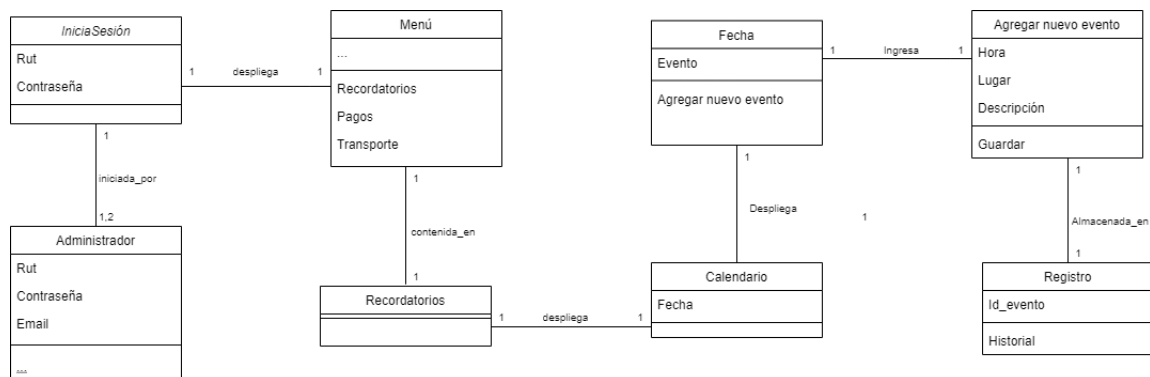 IniciaSesión
Rut
Contraseña
1
despliega
1
Menú
...
Recordatorios
Pagos
Transporte
Fecha
Evento
Agregar nuevo evento
1
Ingresa
1
Agregar nuevo evento
Hora
Lugar
Descripción
Guardar
1
iniciada_por
1,2
Administrador
Rut
Contraseña
Email
...
1
contenida_en
1
Recordatorios
1
despliega
1
1
Despliega
1
Calendario
Fecha
1
Almacenada_en
1
Registro
Id_evento
Historial